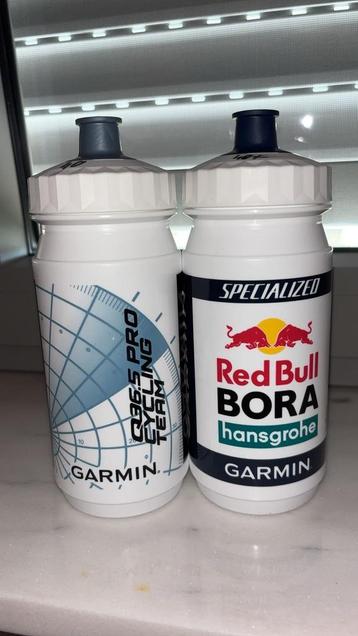 Q36.5 PRO
CYCLING
TEAM
GARMIN
SPECIALIZED
Red Bull
BORA
hansgrohe
GARMIN